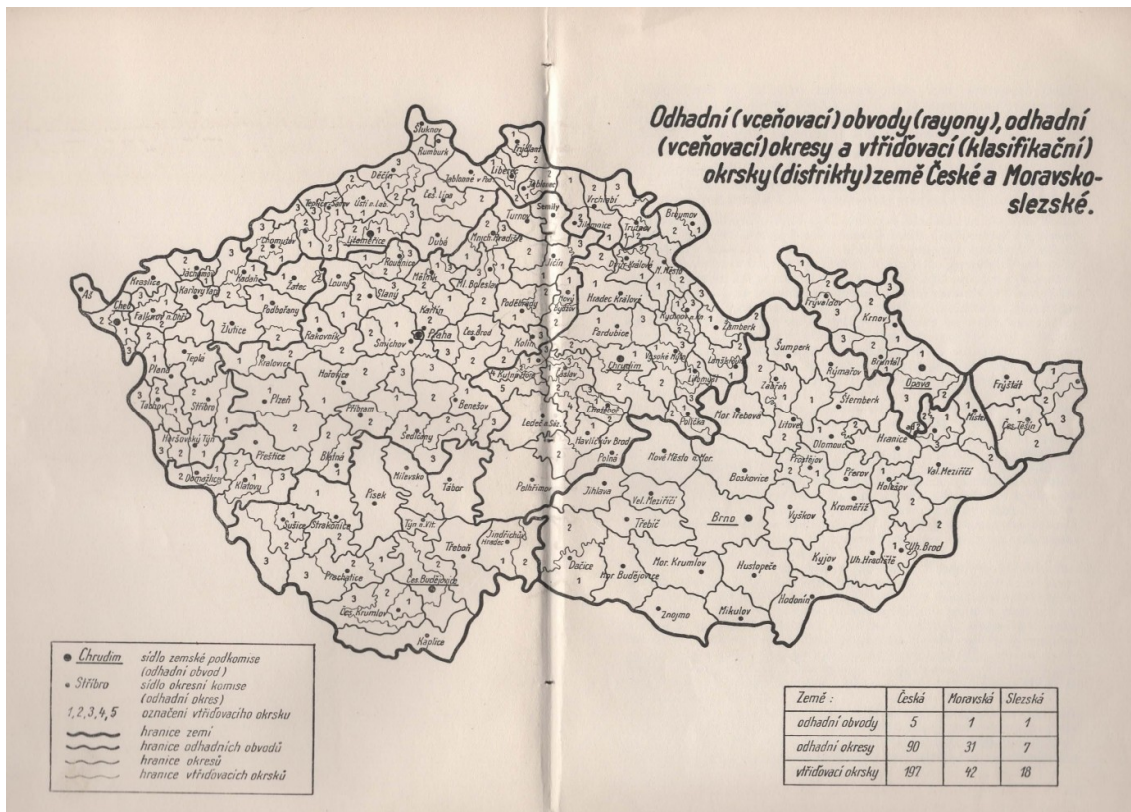 Odhadní (vceňovací) obvody (rayony), odhadní
(vceňovací) okresy a vtřiďovací (klasifikační)
okrsky (distrikty) země České a Moravsko-
slezské.
Šluknov
Rumburk
Frýdlant
Děčín
Liberec
Jablonec
Čes. Lípa
Ústí n. Lab.
Turnov
Semily
Vrchlabí
Jilemnice
Trutnov
Broumov
Chomutov
Litoměřice
Dubá
Mnich. Hradiště
Jičín
Dvůr Králové
N. Město
Roudnice
Mělník
Ml. Boleslav
Jáchymov
Kraslice
Karlovy Vary
Kadaň
Žatec
Louny
Slaný
Karlín
Poděbrady
Nový Bydžov
Hradec Králové
Rychnov n. Kn.
Žamberk
Frývaldov
Krnov
Aš
Cheb
Falknov n. Ohří
Žlutice
Podbořany
Rakovník
Smíchov
Praha
Čes. Brod
Kolín
Pardubice
Vysoké Mýto
Lanškroun
Šumperk
Rýmařov
Bruntál
Opava
Teplá
Planá
Kralovice
Hořovice
Kutná Hora
Čáslav
Chrudim
Litomyšl
Zábřeh
Šternberk
Frýštát
Čes. Těšín
Místek
Tachov
Stříbro
Plzeň
Příbram
Benešov
Ledeč n. Sáz.
Chotěboř
Polička
Mor. Třebová
Litovel
Olomouc
Hranice
Horšovský Týn
Přeštice
Blatná
Sedlčany
Havlíčkův Brod
Polná
Nové Město n. Mor.
Boskovice
Prostějov
Přerov
Val. Meziříčí
Domažlice
Klatovy
Milevsko
Tábor
Pelhřimov
Jihlava
Vel. Meziříčí
Holešov
Písek
Sušice
Strakonice
Týn n. Vlt.
Třebíč
Brno
Vyškov
Kroměříž
Třeboň
Jindřichův
Hradec
Dačice
Mor. Budějovice
Mor. Krumlov
Hustopeče
Kyjov
Uh. Hradiště
Uh. Brod
Prachatice
Čes. Budějovice
Čes. Krumlov
Kaplice
Znojmo
Mikulov
Hodonín
Chrudim sídlo zemské podkomise
(odhadní obvod)
Stříbro sídlo okresní komise
(odhadní okres)
1,2,3,4,5 označení vtřiďovacího okrsku
hranice zemí
hranice odhadních obvodů
hranice okresů
hranice vtřiďovacích okrsků
Země : Česká Moravská Slezská
odhadní obvody 5 1 1
odhadní okresy 90 31 7
vtřiďovací okrsky 197 42 18